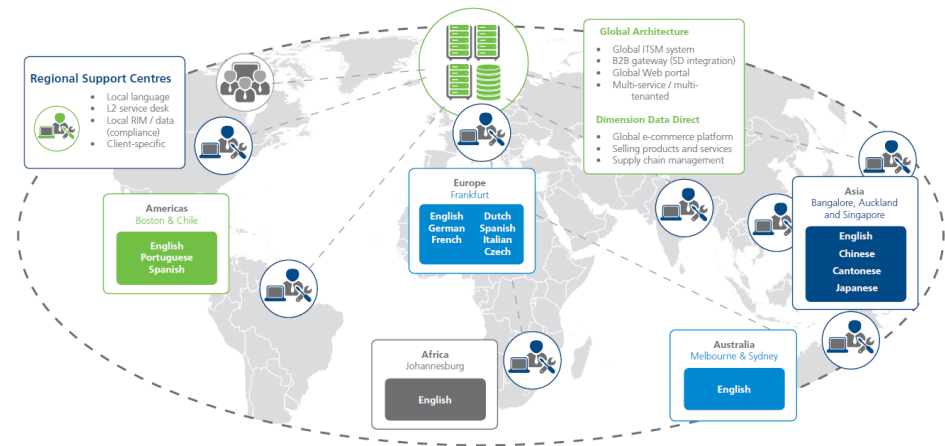 Regional Support Centres
Local language
L2 service desk
Local RIM / data
(compliance)
Client-specific
Global Architecture
Global ITSM system
B2B gateway (SD integration)
Global Web portal
Multi-service / multi-
tenanted
Dimension Data Direct
Global e-commerce platform
Selling products and services
Supply chain management
Americas
Boston & Chile
English
Portuguese
Spanish
Europe
Frankfurt
English
German
French
Dutch
Spanish
Italian
Czech
Asia
Bangalore, Auckland
and Singapore
English
Chinese
Cantonese
Japanese
Africa
Johannesburg
English
Australia
Melbourne & Sydney
English